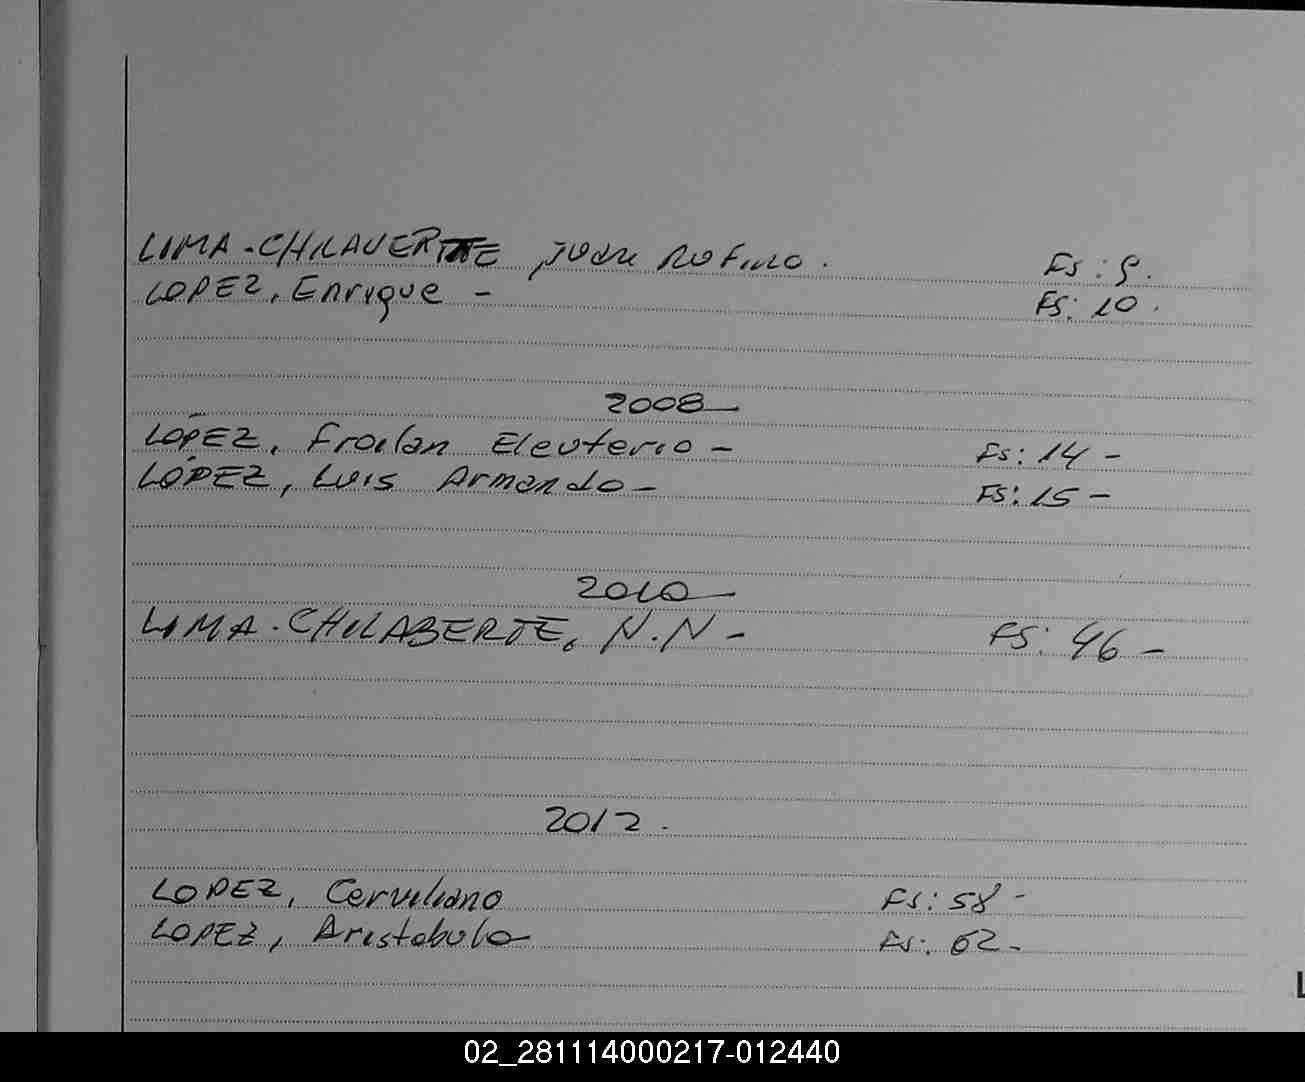 LIMA-CHILAVERTTE Juan Rufino. Fs: 9.
LOPEZ, Enrique - FS: 10.
2008
LÓPEZ, Froilan Eleuterio - Fs: 14 -
LÓPEZ, Luis Armando - FS: 15 -
2010
LIMA-CHILABERTE, N.N - FS: 46 -
2012.
LOPEZ, Cerviliano Fs: 58 -
LOPEZ, Aristobulo Fs: 62 -
L
02_281114000217-012440